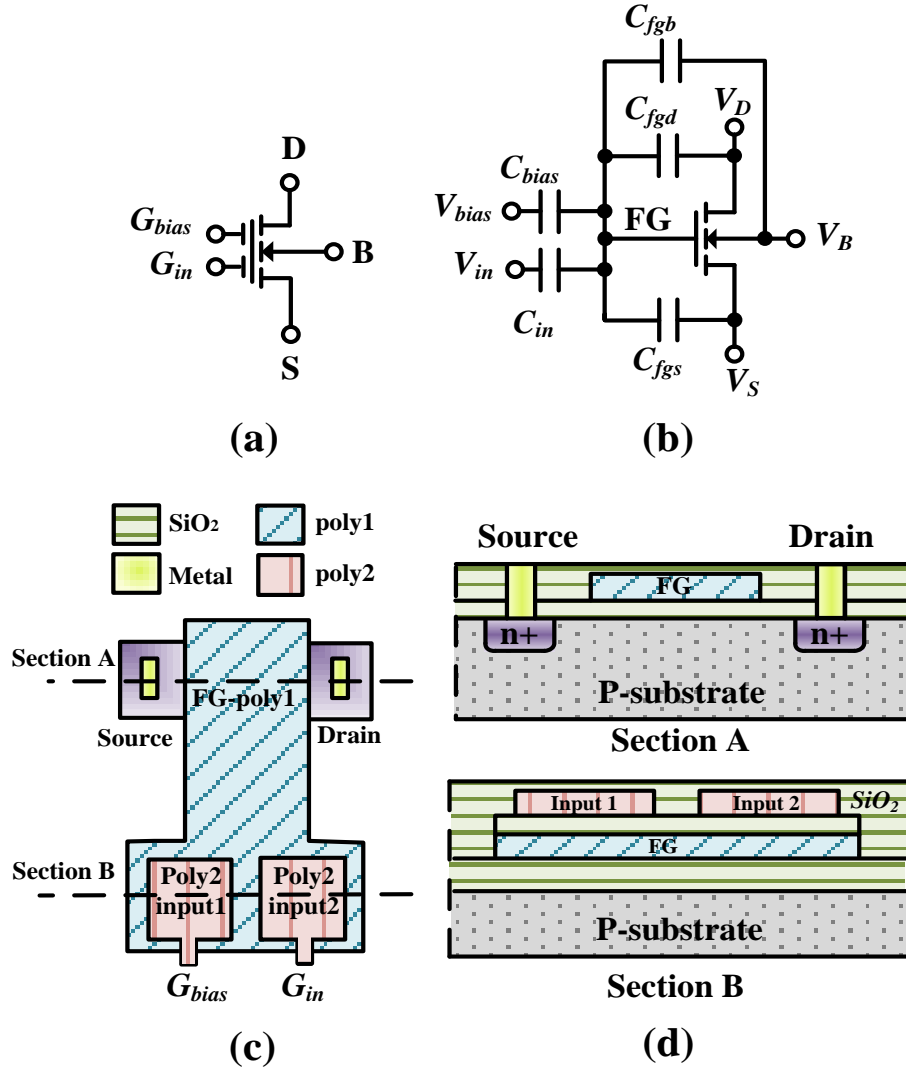 C_fgb
V_D
C_fgd
D
C_bias
G_bias
V_bias
FG
B
V_B
G_in
V_in
C_in
C_fgs
S
V_S
(a)
(b)
SiO₂
poly1
Metal
poly2
Source
Drain
FG
n+
n+
P-substrate
Section A
Section A
FG-poly1
Source
Drain
Input 1
Input 2
SiO₂
FG
P-substrate
Section B
Section B
Poly2
input1
Poly2
input2
G_bias
G_in
(c)
(d)